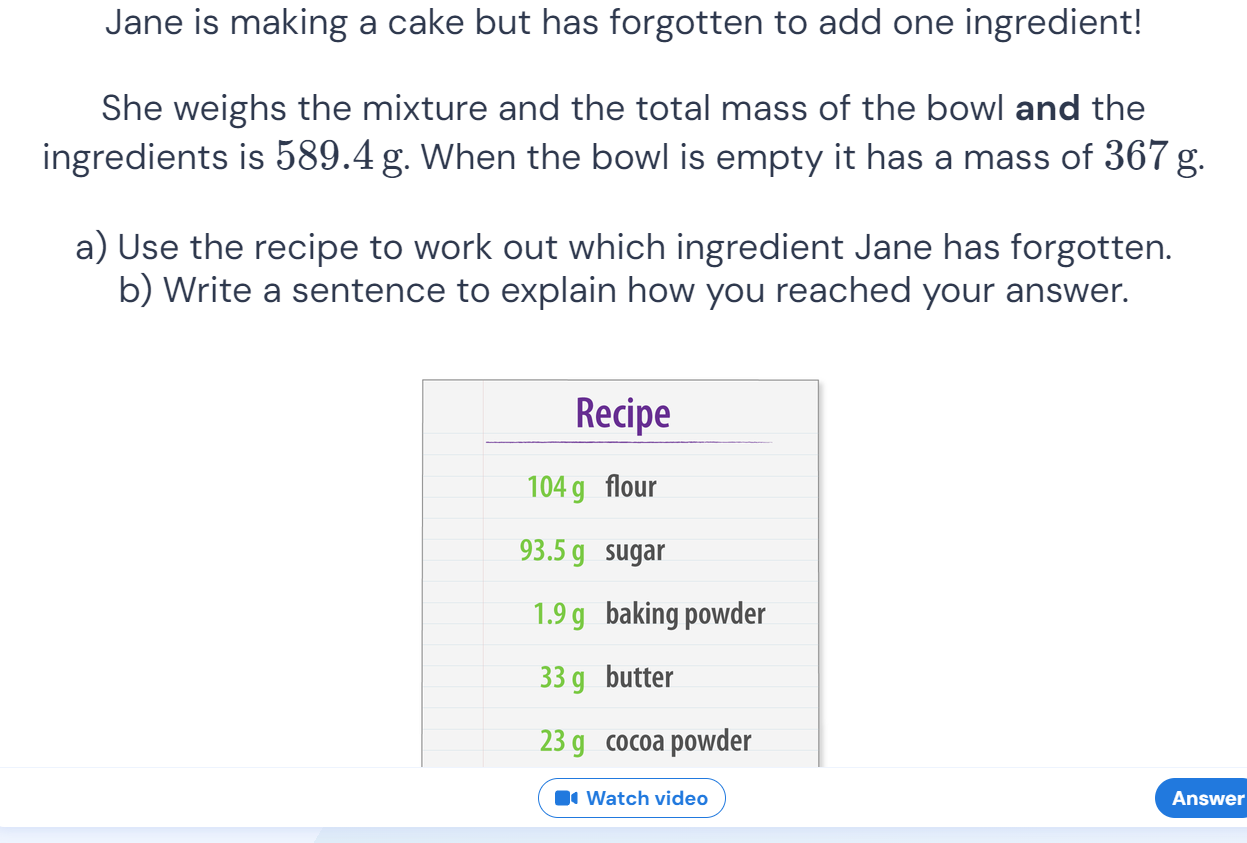 Jane is making a cake but has forgotten to add one ingredient!
She weighs the mixture and the total mass of the bowl and the
ingredients is 589.4 g. When the bowl is empty it has a mass of 367 g.
a) Use the recipe to work out which ingredient Jane has forgotten.
b) Write a sentence to explain how you reached your answer.
Recipe
104 g flour
93.5 g sugar
1.9 g baking powder
33 g butter
23 g cocoa powder
Watch video
Answer